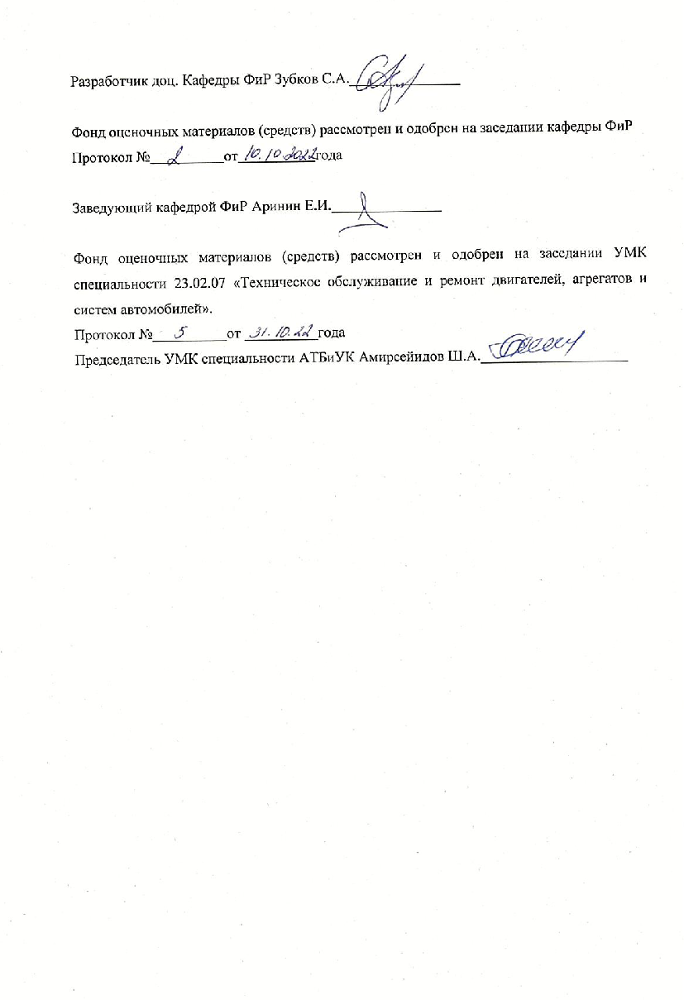 Разработчик доц. Кафедры ФиР Зубков С.А.
Фонд оценочных материалов (средств) рассмотрен и одобрен на заседании кафедры ФиР
Протокол № 2 от 10.10.2022 года
Заведующий кафедрой ФиР Аринин Е.И.
Фонд оценочных материалов (средств) рассмотрен и одобрен на заседании УМК
специальности 23.02.07 «Техническое обслуживание и ремонт двигателей, агрегатов и
систем автомобилей».
Протокол № 5 от 31.10.22 года
Председатель УМК специальности АТБиУК Амирсейидов Ш.А.